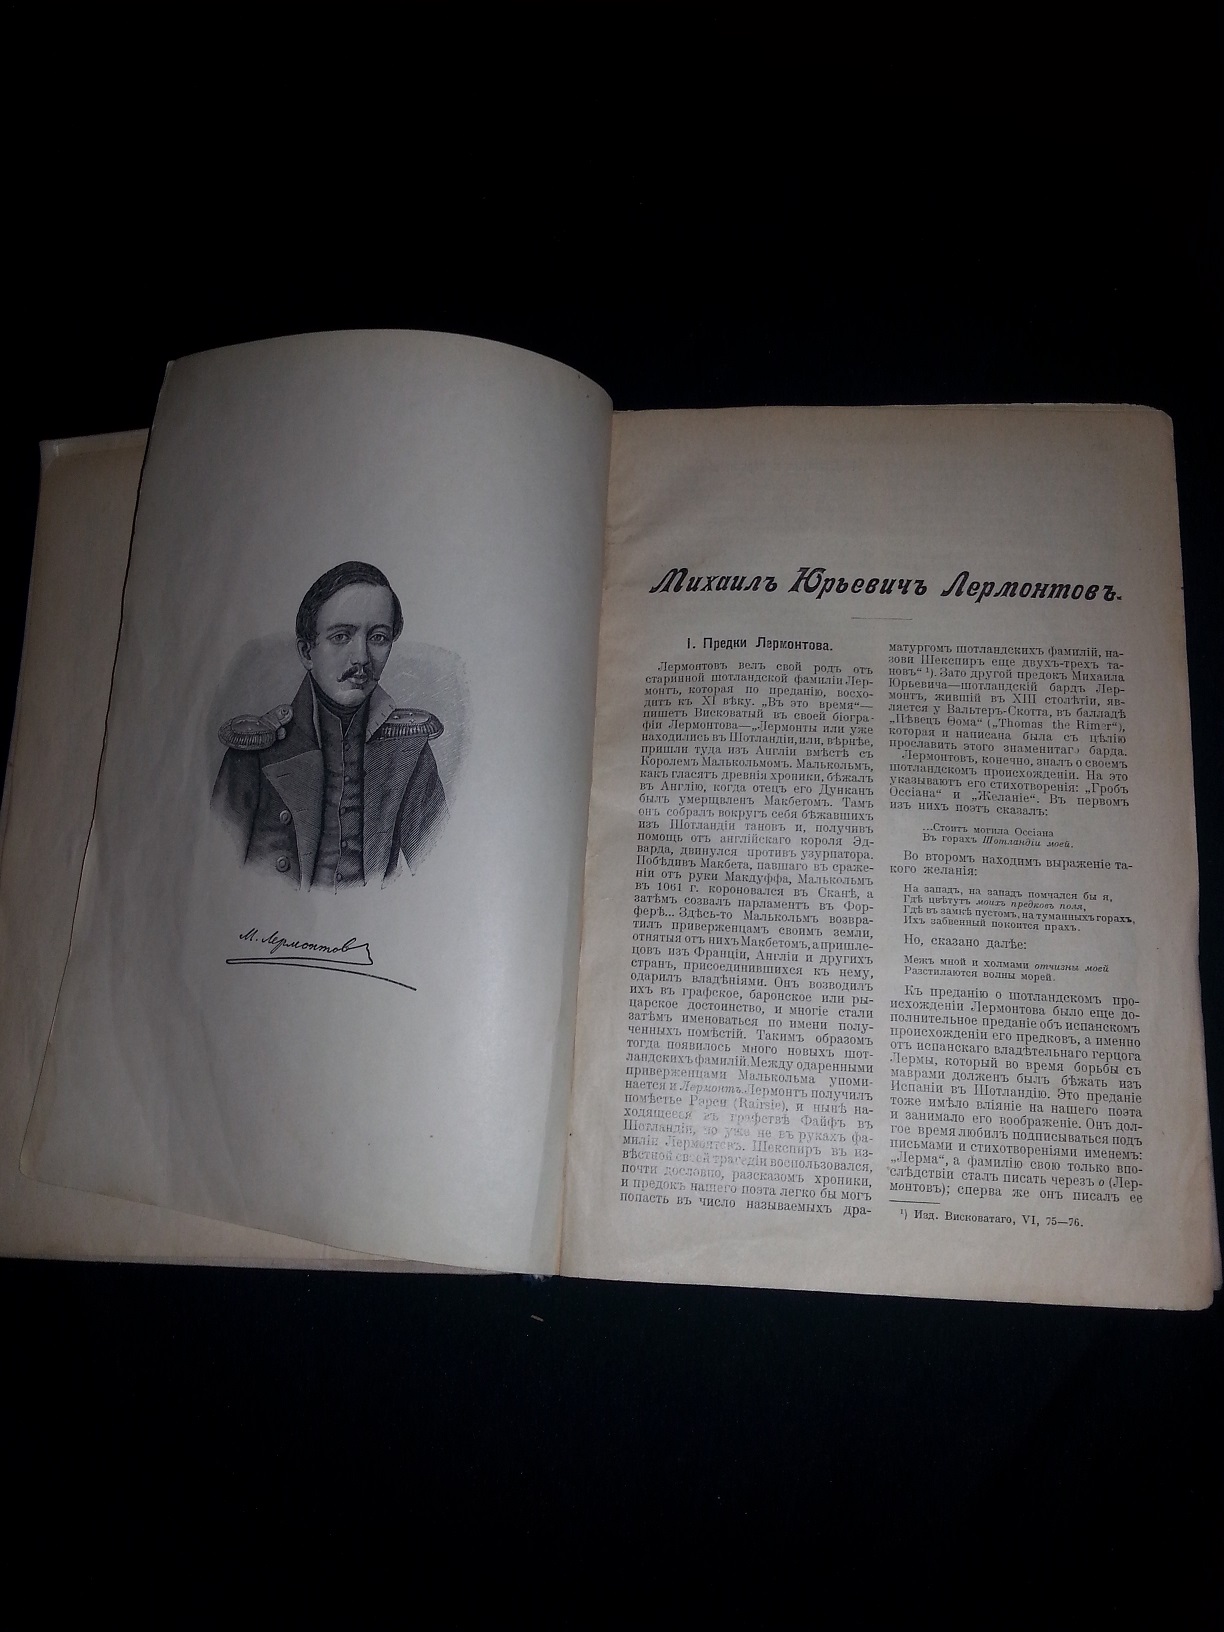 М. Лермонтов
Михаилъ Юрьевичъ Лермонтовъ.
I. Предки Лермонтова.
Лермонтовъ велъ свой родъ отъ
старинной шотландской фамиліи Лер-
монтъ, которая по преданію, восхо-
дитъ къ XI вѣку. „Въ это время“—
пишетъ Висковатый въ своей біогра-
фіи Лермонтова—„Лермонты или уже
находились въ Шотландіи, или, вѣрнѣе,
пришли туда изъ Англіи вмѣстѣ съ
Королемъ Малькольмомъ. Малькольмъ,
какъ гласятъ древнія хроники, бѣжалъ
въ Англію, когда отецъ его Дунканъ
былъ умерщвленъ Макбетомъ. Тамъ
онъ собралъ вокругъ себя бѣжавшихъ
изъ Шотландіи тановъ и, получивъ
помощь отъ англійскаго короля Эд-
варда, двинулся противъ узурпатора.
Побѣдивъ Макбета, павшаго въ сраже-
ніи отъ руки Макдуффа, Малькольмъ
въ 1061 г. короновался въ Сканѣ, а
затѣмъ созвалъ парламентъ въ Фор-
ферѣ... Здѣсь-то Малькольмъ возвра-
тилъ приверженцамъ своимъ земли,
отнятыя отъ нихъ Макбетомъ, а пришле-
цовъ изъ Франціи, Англіи и другихъ
странъ, присоединившихся къ нему,
одарилъ владѣніями. Онъ возводилъ
ихъ въ графское, баронское или ры-
царское достоинство, и многіе стали
затѣмъ именоваться по имени полу-
ченныхъ помѣстій. Такимъ образомъ
тогда появилось много новыхъ шот-
ландскихъ фамилій. Между одаренными
приверженцами Малькольма упоми-
нается и Лермонтъ. Лермонтъ получилъ
помѣстье Рарси (Rairsie), и нынѣ на-
ходящееся въ графствѣ Файфъ въ
Шотландіи, но уже не въ рукахъ фа-
миліи Лермонтовъ. Шекспиръ въ из-
вѣстной своей трагедіи воспользовался,
почти дословно, разсказомъ хроники,
и предокъ нашего поэта легко бы могъ
попасть въ число называемыхъ дра-
матургомъ шотландскихъ фамилій, на-
зови Шекспиръ еще двухъ-трехъ та-
новъ“ ¹). Зато другой предокъ Михаила
Юрьевича—шотландскій бардъ Лер-
монтъ, жившій въ XIII столѣтіи, яв-
ляется у Вальтеръ-Скотта, въ балладѣ
„Пѣвецъ Ѳома“ („Thomas the Rimer“),
которая и написана была съ цѣлію
прославить этого знаменитаго барда.
Лермонтовъ, конечно, зналъ о своемъ
шотландскомъ происхожденіи. На это
указываютъ его стихотворенія: „Гробъ
Оссіана“ и „Желаніе“. Въ первомъ
изъ нихъ поэтъ сказалъ:
...Стоитъ могила Оссіана
Въ горахъ Шотландіи моей.
Во второмъ находимъ выраженіе та-
кого желанія:
На западъ, на западъ помчался бы я,
Гдѣ цвѣтутъ моихъ предковъ поля,
Гдѣ въ замкѣ пустомъ, на туманныхъ горахъ,
Ихъ забвенный покоится прахъ.
Но, сказано далѣе:
Межъ мной и холмами отчизны моей
Разстилаются волны морей.
Къ преданію о шотландскомъ про-
исхожденіи Лермонтова было еще до-
полнительное преданіе объ испанскомъ
происхожденіи его предковъ, а именно
отъ испанскаго владѣтельнаго герцога
Лермы, который во время борьбы съ
маврами долженъ былъ бѣжать изъ
Испаніи въ Шотландію. Это преданіе
тоже имѣло вліяніе на нашего поэта
и занимало его воображеніе. Онъ дол-
гое время любилъ подписываться подъ
письмами и стихотвореніями именемъ:
„Лерма“, а фамилію свою только впо-
слѣдствіи сталъ писать черезъ о (Лер-
монтовъ); сперва же онъ писалъ ее
¹) Изд. Висковатаго, VI, 75—76.